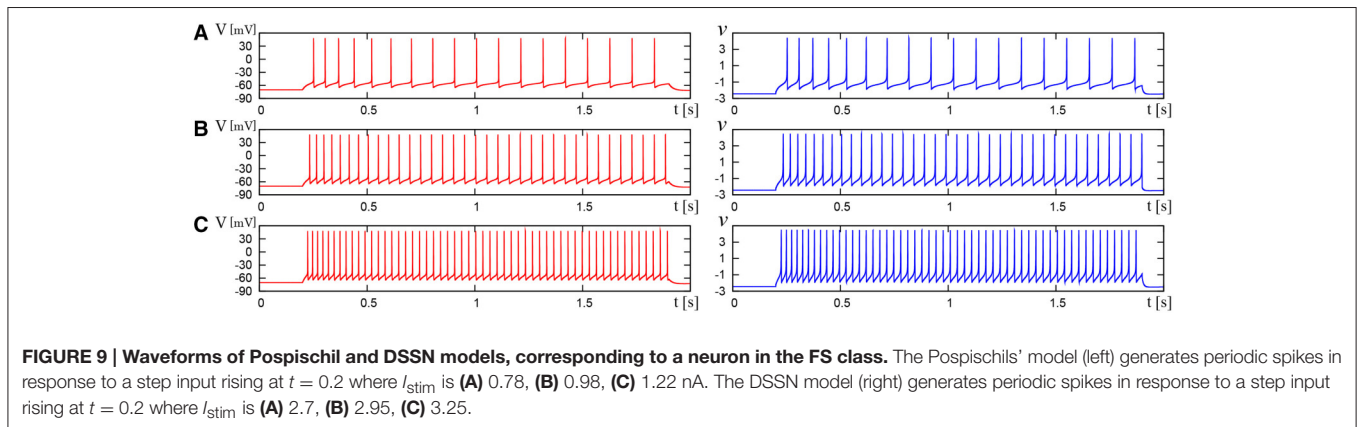 A V [mV] v
30 3
0 1
-30 -1
-60 -3
-90
0 0.5 1 1.5 t [s] 0 0.5 1 1.5 t [s]
B V [mV] v
30 3
0 1
-30 -1
-60 -3
-90
0 0.5 1 1.5 t [s] 0 0.5 1 1.5 t [s]
C V [mV] v
30 3
0 1
-30 -1
-60 -3
-90
0 0.5 1 1.5 t [s] 0 0.5 1 1.5 t [s]
FIGURE 9 | Waveforms of Pospischil and DSSN models, corresponding to a neuron in the FS class. The Pospischils' model (left) generates periodic spikes in
response to a step input rising at t = 0.2 where Istim is (A) 0.78, (B) 0.98, (C) 1.22 nA. The DSSN model (right) generates periodic spikes in response to a step input
rising at t = 0.2 where Istim is (A) 2.7, (B) 2.95, (C) 3.25.